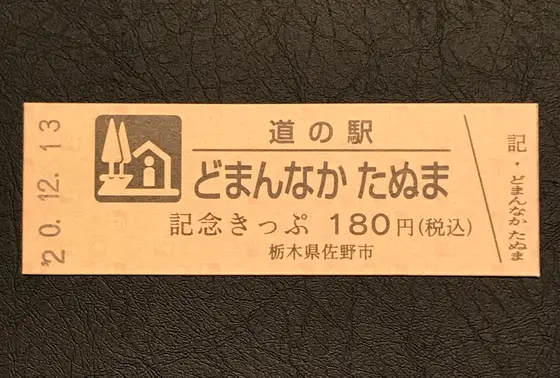 20.12.13
道の駅
どまんなか たぬま
記念きっぷ 180円(税込)
栃木県佐野市
記・どまんなか たぬま